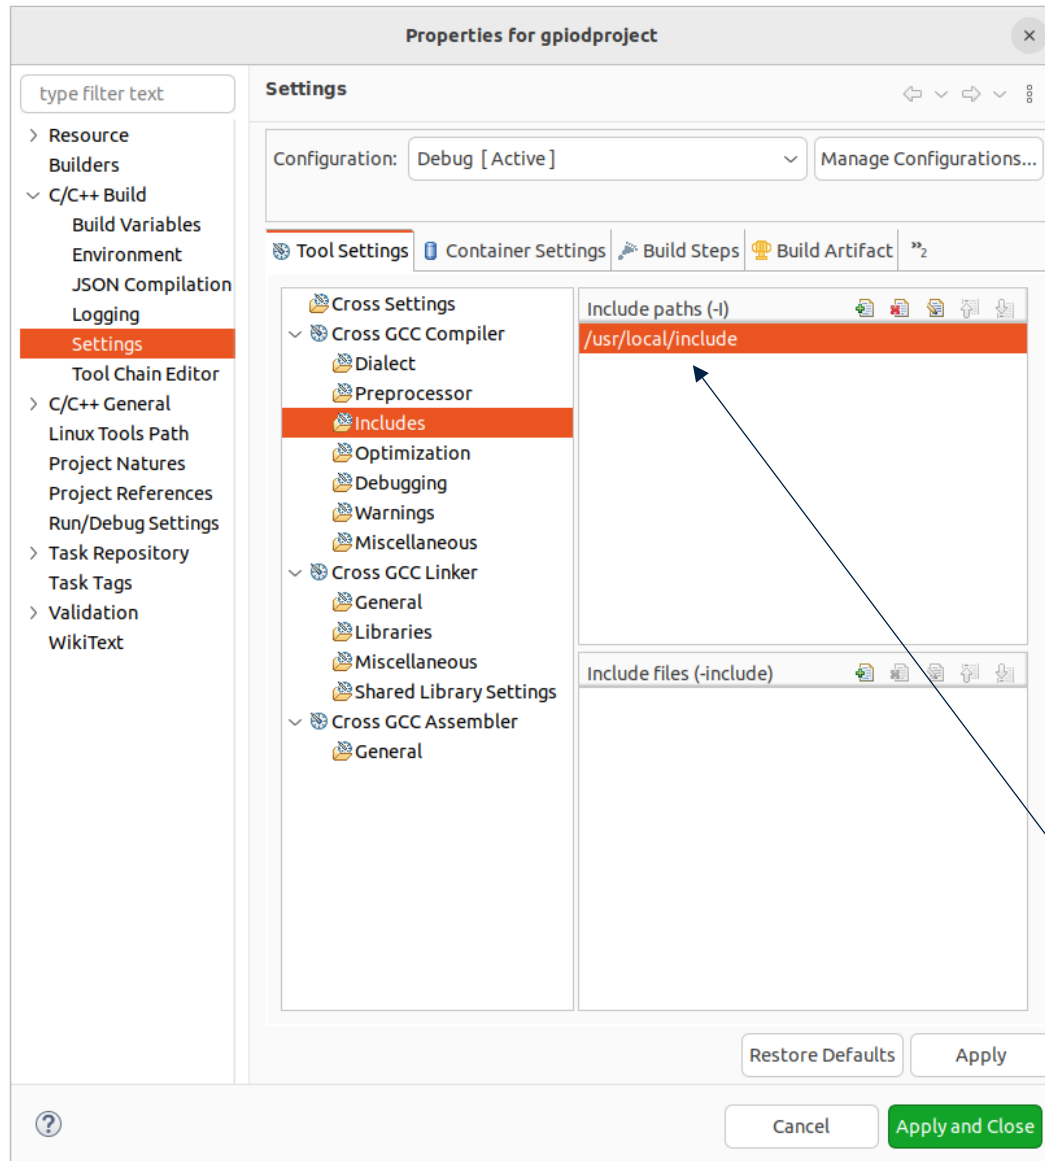 Properties for gpiodproject
type filter text
Resource
Builders
C/C++ Build
Build Variables
Environment
JSON Compilation
Logging
Settings
Tool Chain Editor
C/C++ General
Linux Tools Path
Project Natures
Project References
Run/Debug Settings
Task Repository
Task Tags
Validation
WikiText
Settings
Configuration: Debug [Active] Manage Configurations...
Tool Settings Container Settings Build Steps Build Artifact »2
Cross Settings
Cross GCC Compiler
Dialect
Preprocessor
Includes
Optimization
Debugging
Warnings
Miscellaneous
Cross GCC Linker
General
Libraries
Miscellaneous
Shared Library Settings
Cross GCC Assembler
General
Include paths (-I)
/usr/local/include
Include files (-include)
Restore Defaults Apply
? Cancel Apply and Close